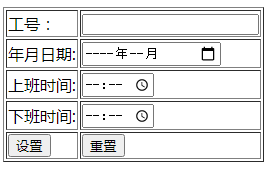 工号：
年月日期: ----年--月
上班时间: --:--
下班时间: --:--
设置 重置